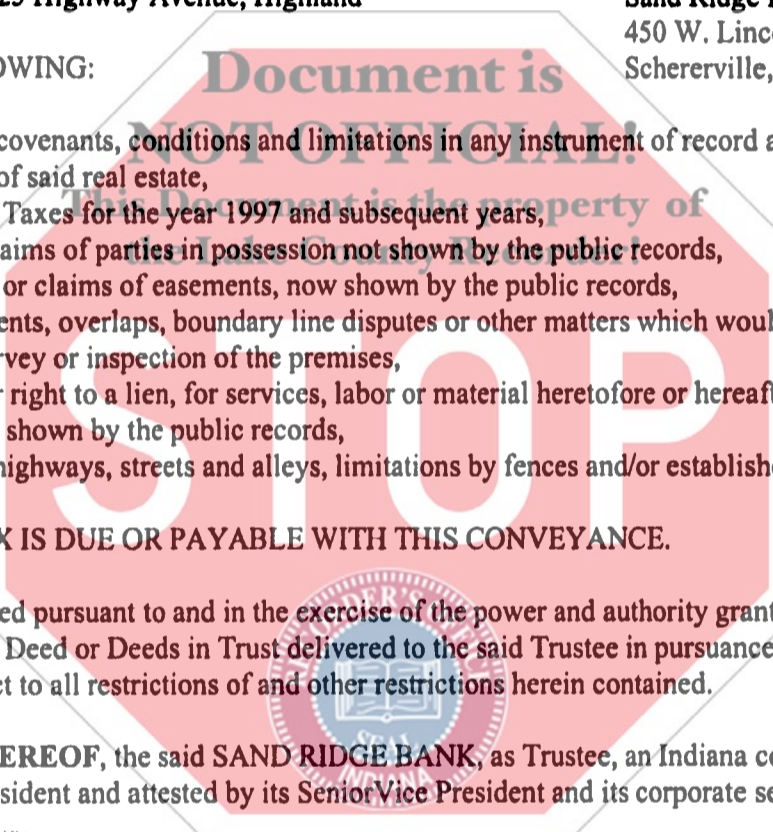 Highway Avenue, Highland
Sand Ridge
450 W. Linc
OWING:
Schererville,
Document is
NOT OFFICIAL!
This Document is the property of
the Lake County Recorder!
covenants, conditions and limitations in any instrument of record a
of said real estate,
Taxes for the year 1997 and subsequent years,
aims of parties in possession not shown by the public records,
or claims of easements, now shown by the public records,
ents, overlaps, boundary line disputes or other matters which woul
vey or inspection of the premises,
right to a lien, for services, labor or material heretofore or hereaft
shown by the public records,
highways, streets and alleys, limitations by fences and/or establish
STOP
X IS DUE OR PAYABLE WITH THIS CONVEYANCE.
ed pursuant to and in the exercise of the power and authority grant
Deed or Deeds in Trust delivered to the said Trustee in pursuance
ct to all restrictions of and other restrictions herein contained.
SEAL
INDIANA
EREOF, the said SAND RIDGE BANK, as Trustee, an Indiana co
sident and attested by its SeniorVice President and its corporate se